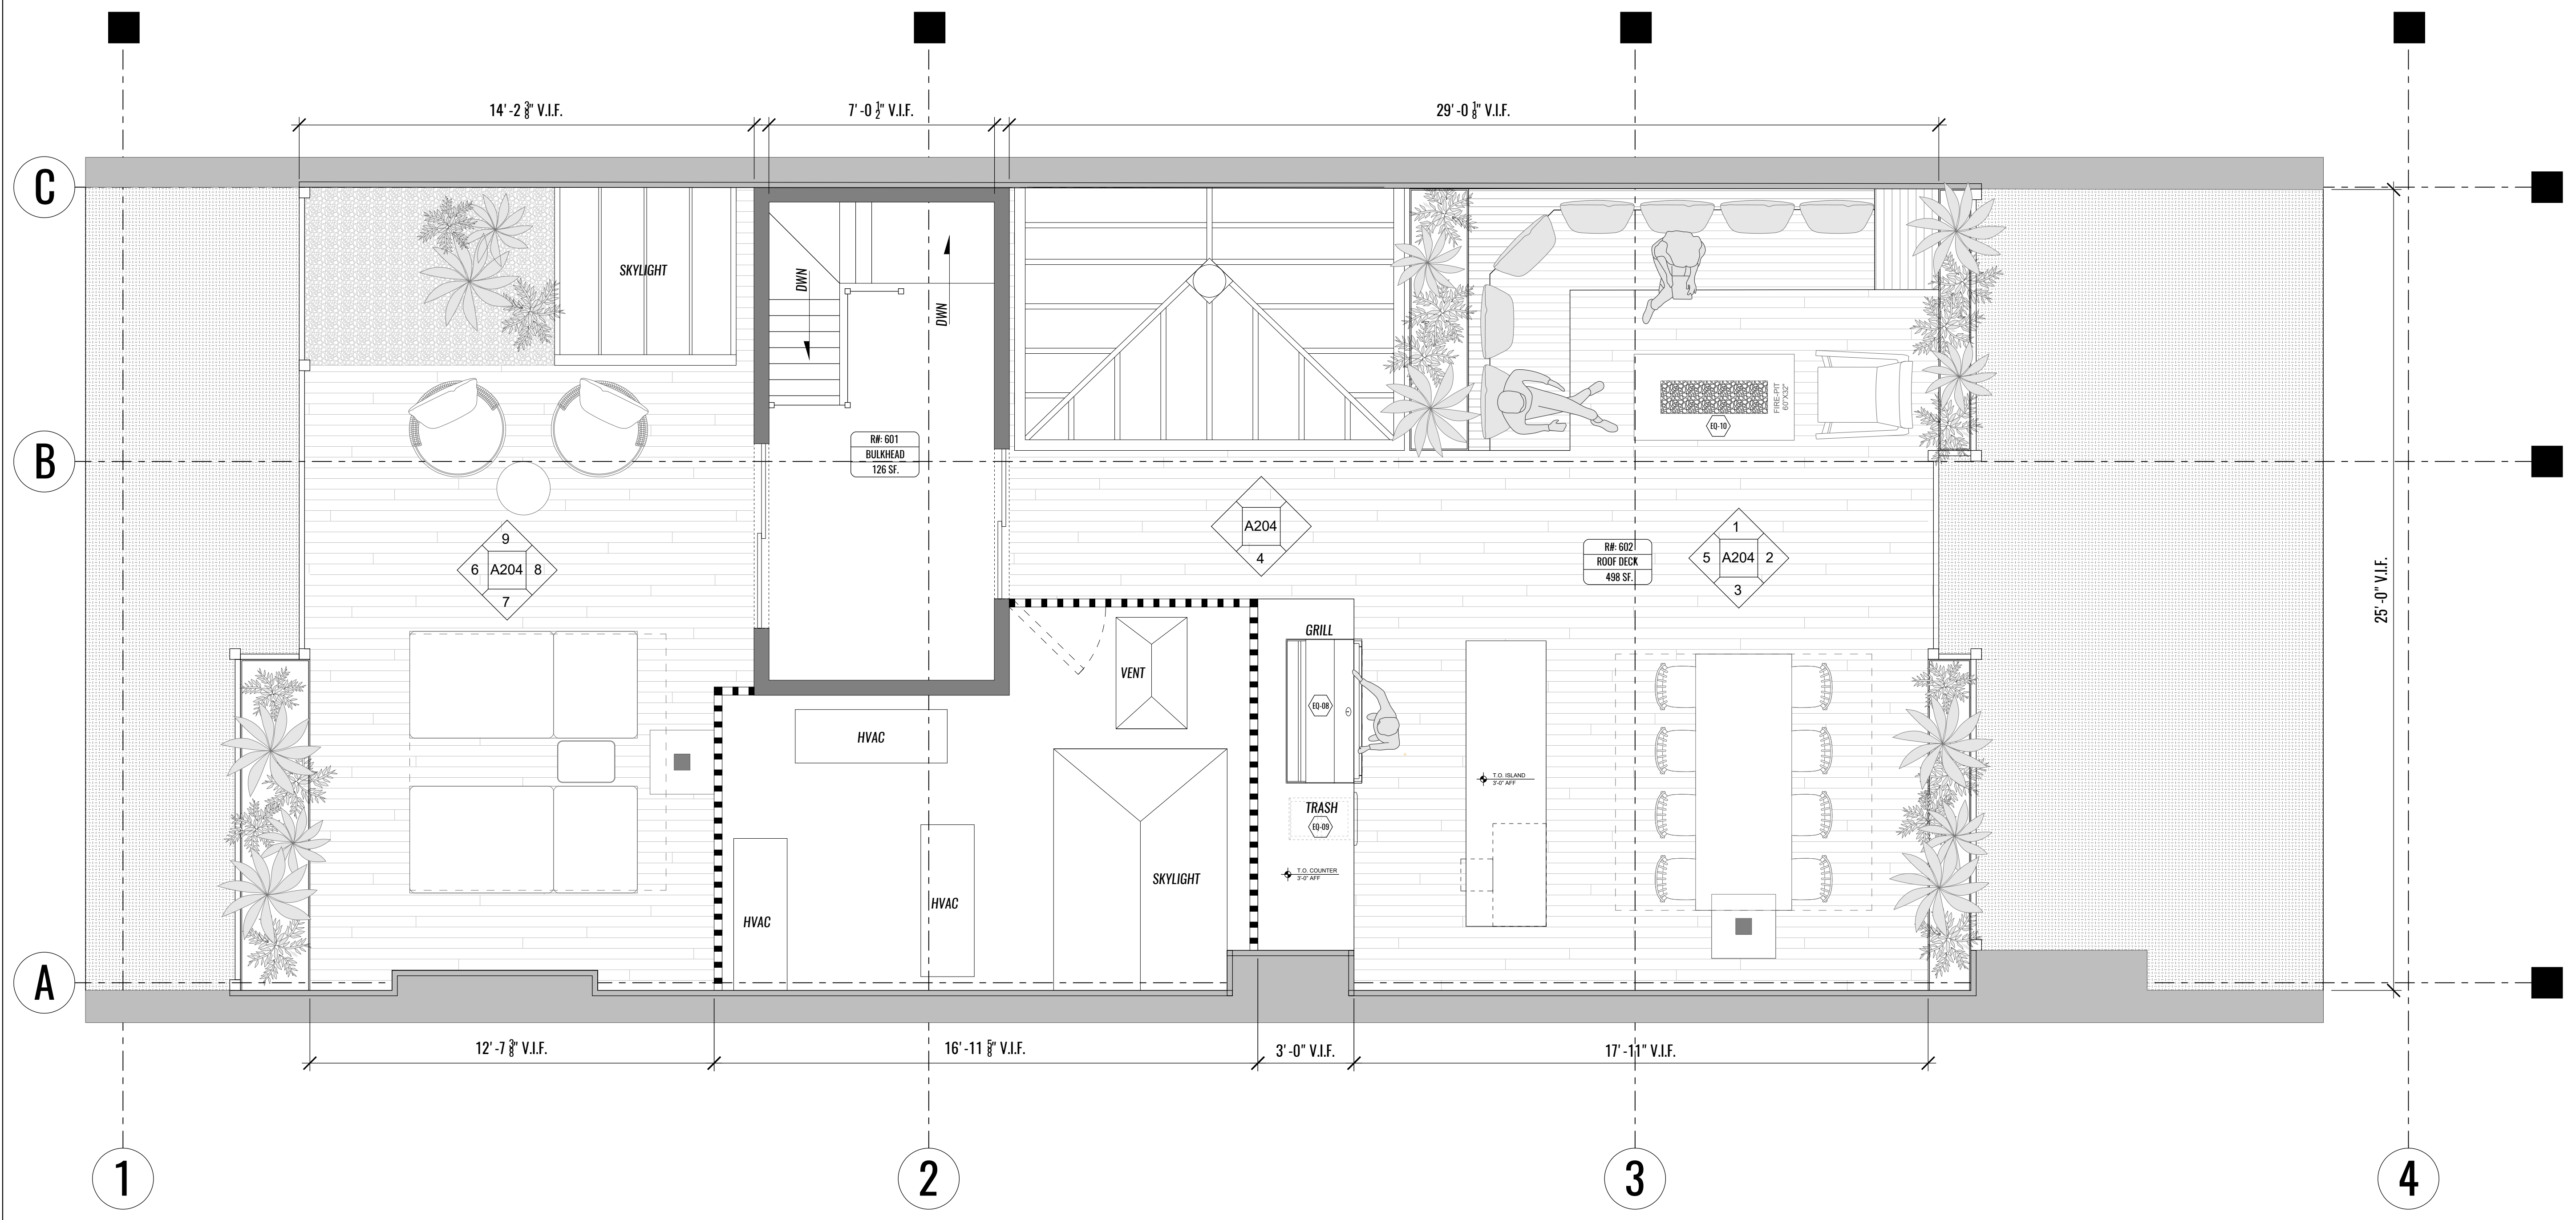 14'-2 3/8" V.I.F.
7'-0 1/2" V.I.F.
29'-0 1/8" V.I.F.
C
SKYLIGHT
DWN
DWN
FIRE-PIT
60"X32"
EQ-10
B
R#: 601
BULKHEAD
126 SF.
A204
4
1
5 A204 2
3
R#: 602
ROOF DECK
498 SF.
9
6 A204 8
7
25'-0" V.I.F.
GRILL
VENT
EQ-08
HVAC
T.O. ISLAND
3'-0" AFF
TRASH
EQ-09
T.O. COUNTER
3'-0" AFF
SKYLIGHT
HVAC
HVAC
A
12'-7 3/8" V.I.F.
16'-11 5/8" V.I.F.
3'-0" V.I.F.
17'-11" V.I.F.
1
2
3
4